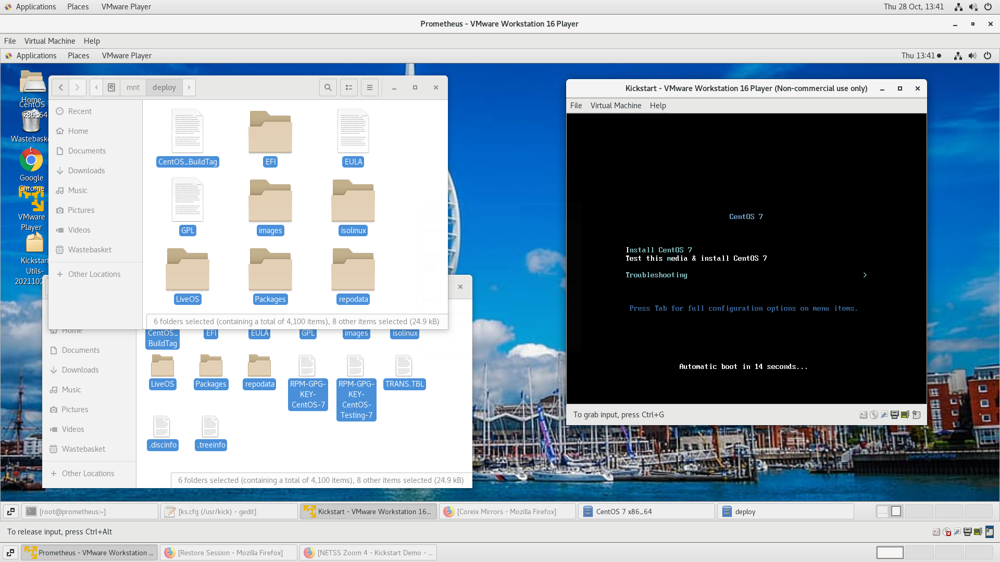 Applications Places VMware Player Thu 28 Oct, 13:41
Prometheus - VMware Workstation 16 Player
File Virtual Machine Help
Applications Places VMware Player Thu 13:41
Home
CentOS 7
x86_64
Wastebasket
Google Chrome
VMware Player
Kickstart-Utils-2021102
mnt deploy
Recent
Home
Documents
Downloads
Music
Pictures
Videos
Wastebasket
Other Locations
CentOS_BuildTag EFI EULA
GPL images isolinux
LiveOS Packages repodata
6 folders selected (containing a total of 4,100 items), 8 other items selected (24.9 kB)
Home
Documents
Downloads
Music
Pictures
Videos
Wastebasket
Other Locations
CentOS_BuildTag EFI EULA GPL images isolinux
LiveOS Packages repodata RPM-GPG-KEY-CentOS-7 RPM-GPG-KEY-CentOS-Testing-7 TRANS.TBL
.discinfo .treeinfo
6 folders selected (containing a total of 4,100 items), 8 other items selected (24.9 kB)
Kickstart - VMware Workstation 16 Player (Non-commercial use only)
File Virtual Machine Help
CentOS 7
Install CentOS 7
Test this media & install CentOS 7
Troubleshooting >
Press Tab for full configuration options on menu items.
Automatic boot in 14 seconds...
To grab input, press Ctrl+G
[root@prometheus:~] [ks.cfg (/usr/kick) - gedit] Kickstart - VMware Workstation 16... [Coreix Mirrors - Mozilla Firefox] CentOS 7 x86_64 deploy
To release input, press Ctrl+Alt
Prometheus - VMware Workstation ... [Restore Session - Mozilla Firefox] [NETSS Zoom 4 - Kickstart Demo - ...